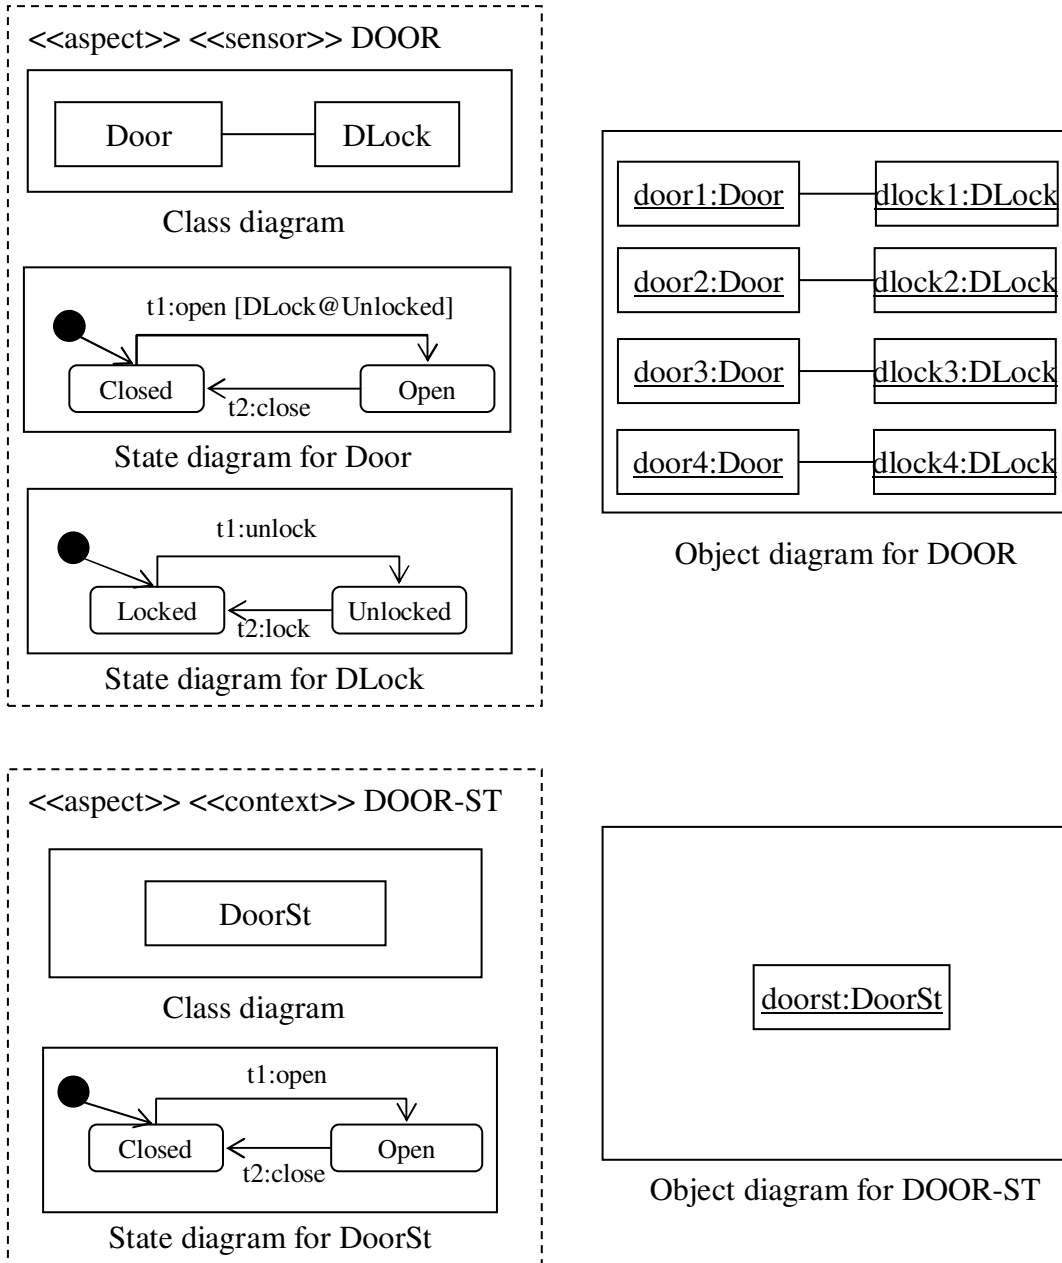 <<aspect>> <<sensor>> DOOR
Door
DLock
Class diagram
t1:open [DLock@Unlocked]
Closed
Open
t2:close
State diagram for Door
t1:unlock
Locked
Unlocked
t2:lock
State diagram for DLock
door1:Door
dlock1:DLock
door2:Door
dlock2:DLock
door3:Door
dlock3:DLock
door4:Door
dlock4:DLock
Object diagram for DOOR
<<aspect>> <<context>> DOOR-ST
DoorSt
Class diagram
t1:open
Closed
Open
t2:close
State diagram for DoorSt
doorst:DoorSt
Object diagram for DOOR-ST